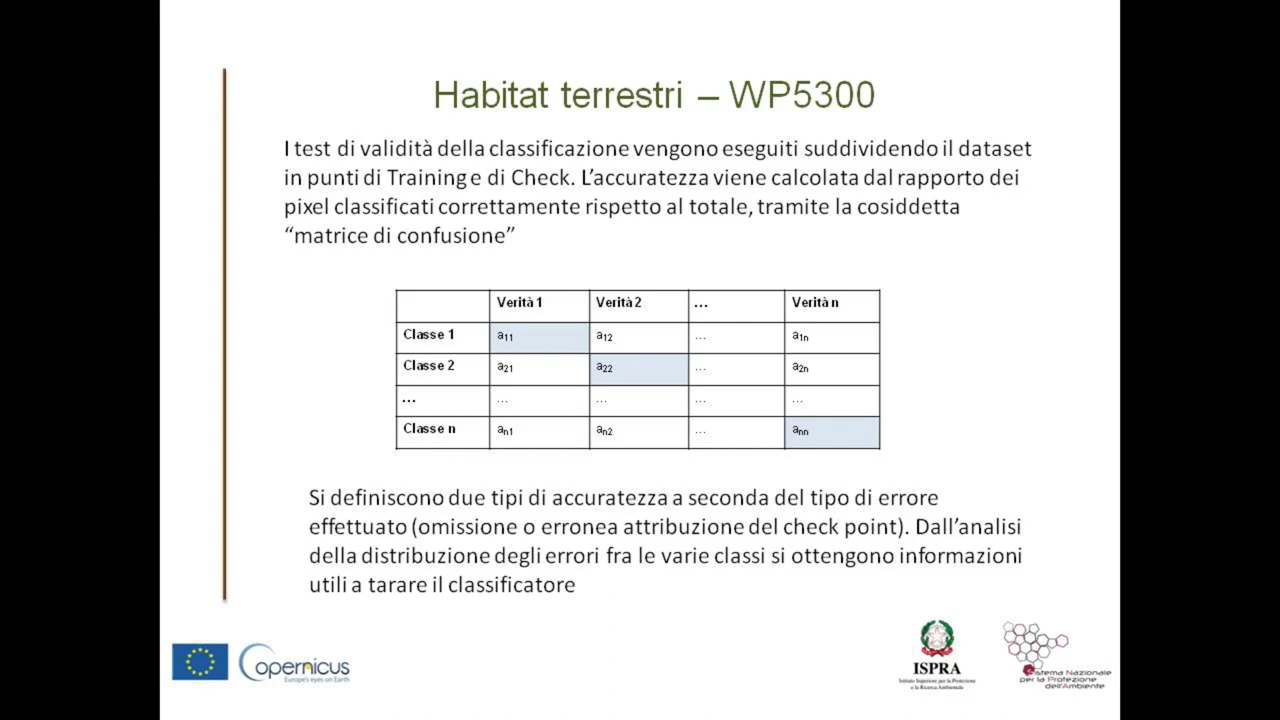 Habitat terrestri – WP5300
I test di validità della classificazione vengono eseguiti suddividendo il dataset
in punti di Training e di Check. L’accuratezza viene calcolata dal rapporto dei
pixel classificati correttamente rispetto al totale, tramite la cosiddetta
“matrice di confusione”
Verità 1 Verità 2 ... Verità n
Classe 1 a11 a12 ... a1n
Classe 2 a21 a22 ... a2n
... ... ... ... ...
Classe n an1 an2 ... ann
Si definiscono due tipi di accuratezza a seconda del tipo di errore
effettuato (omissione o erronea attribuzione del check point). Dall’analisi
della distribuzione degli errori fra le varie classi si ottengono informazioni
utili a tarare il classificatore
Copernicus
Europe's eyes on Earth
ISPRA
Istituto Superiore per la Protezione
e la Ricerca Ambientale
Sistema Nazionale
per la Protezione
dell'Ambiente